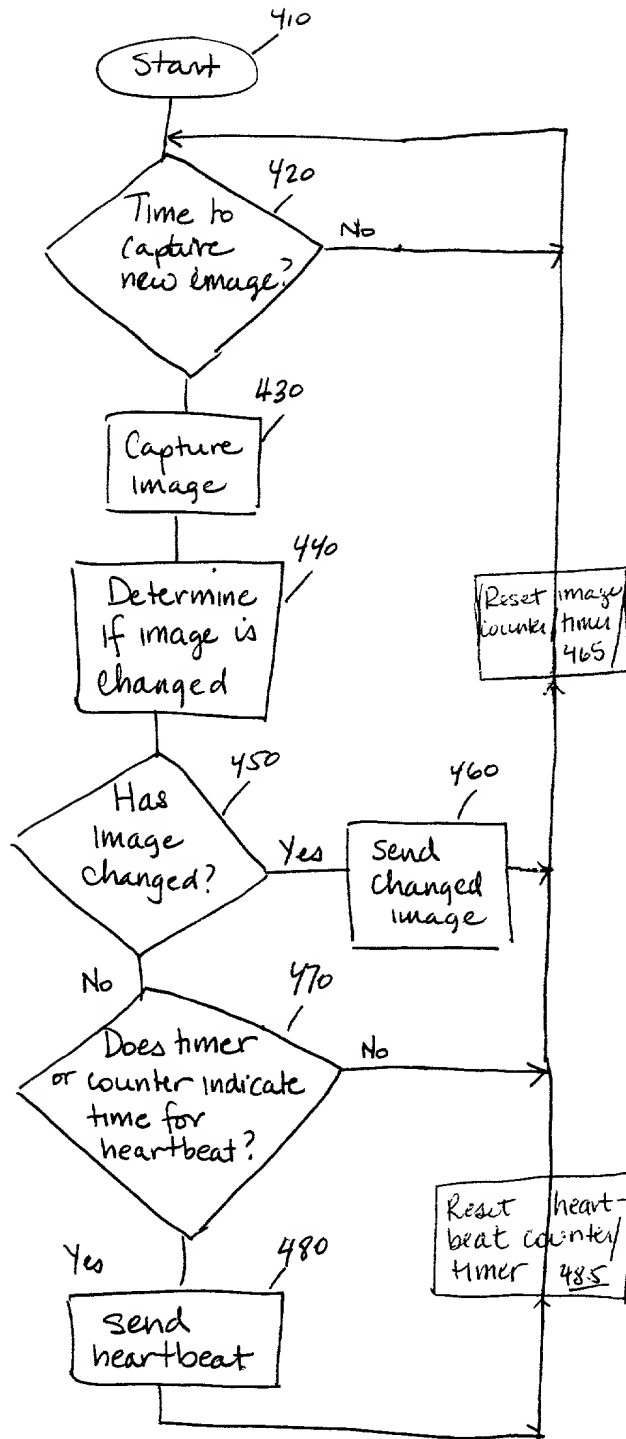 410
Start
420
Time to
capture
new image?
No
430
Capture
Image
440
Determine
if image is
changed
Reset image
counter/timer
465
450
Has
Image
changed?
Yes
460
Send
changed
image
No
470
Does timer
or counter indicate
time for
heartbeat?
No
Reset heart-
beat counter/
timer 485
Yes
480
send
heartbeat